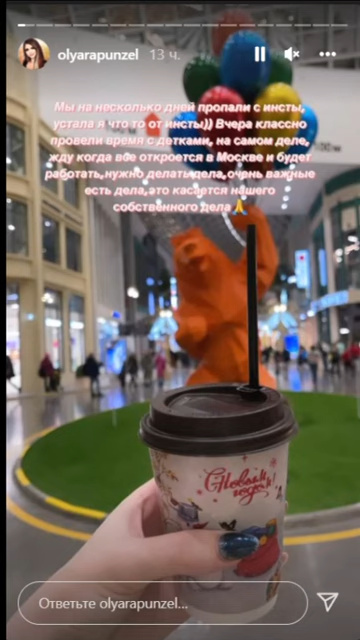 olyarapunzel 13 ч.
Мы на несколько дней пропали с инсты,
устала я что то от инсты)) Вчера классно
провели время с детками, на самом деле,
жду когда все откроется в Москве и будет
работать,нужно делать дела,очень важные
есть дела,это касается нашего
собственного дела🙏
С Новым
годом!
Ответьте olyarapunzel...